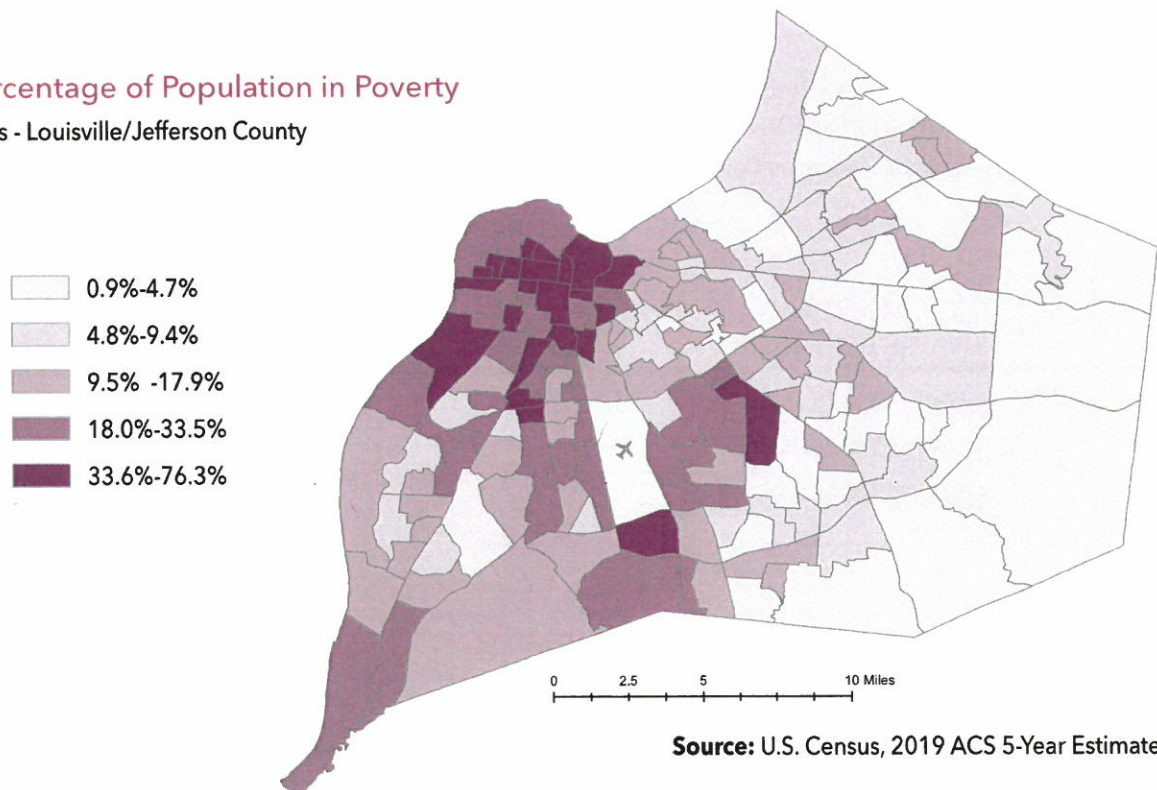 rcentage of Population in Poverty
s - Louisville/Jefferson County
0.9%-4.7%
4.8%-9.4%
9.5% -17.9%
18.0%-33.5%
33.6%-76.3%
0 2.5 5 10 Miles
Source: U.S. Census, 2019 ACS 5-Year Estimate